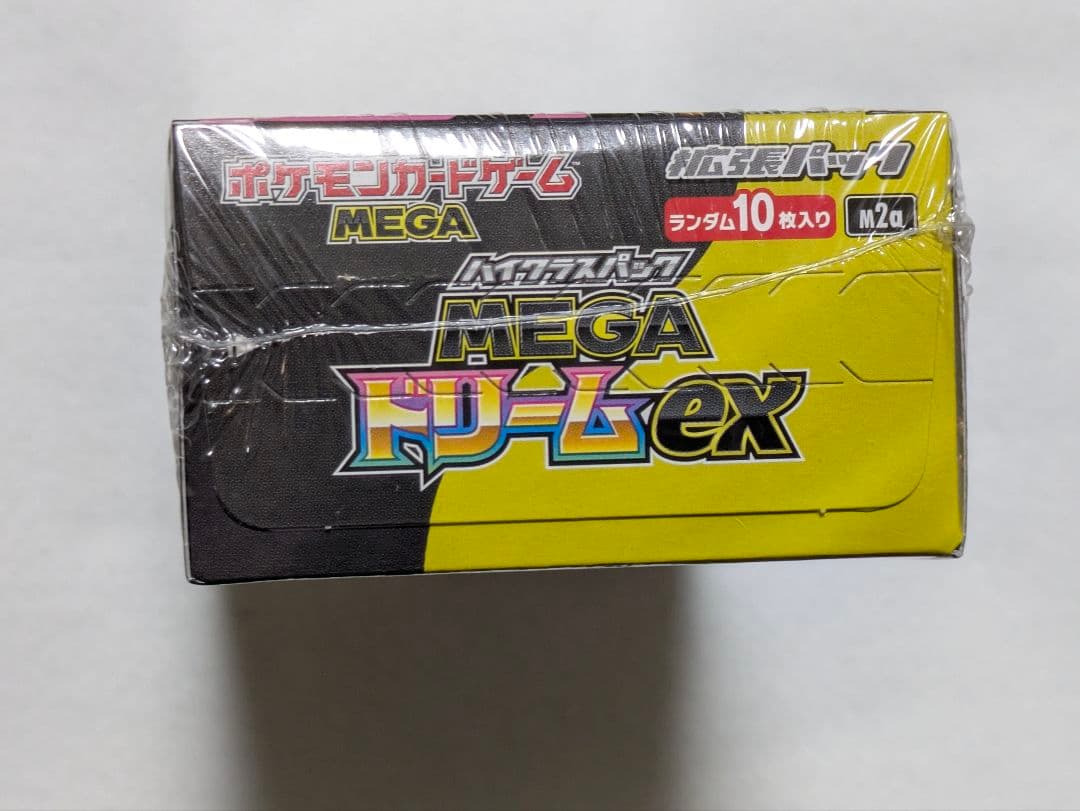 ポケモンカードゲーム
MEGA
拡張パック
ランダム10枚入り
M2a
ハイクラスパック
MEGA
ドリームex